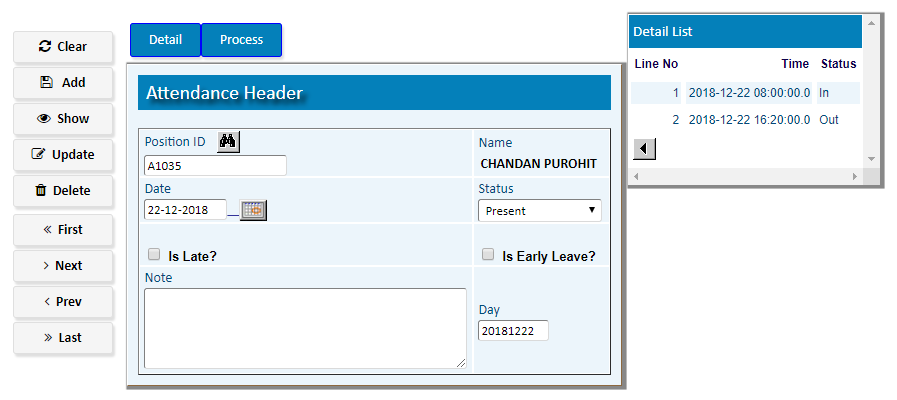 Clear
Add
Show
Update
Delete
First
Next
Prev
Last
Detail
Process
Attendance Header
Position ID
A1035
Name
CHANDAN PUROHIT
Date
22-12-2018
Status
Present
Is Late?
Is Early Leave?
Note
Day
20181222
Detail List
Line No Time Status
1 2018-12-22 08:00:00.0 In
2 2018-12-22 16:20:00.0 Out